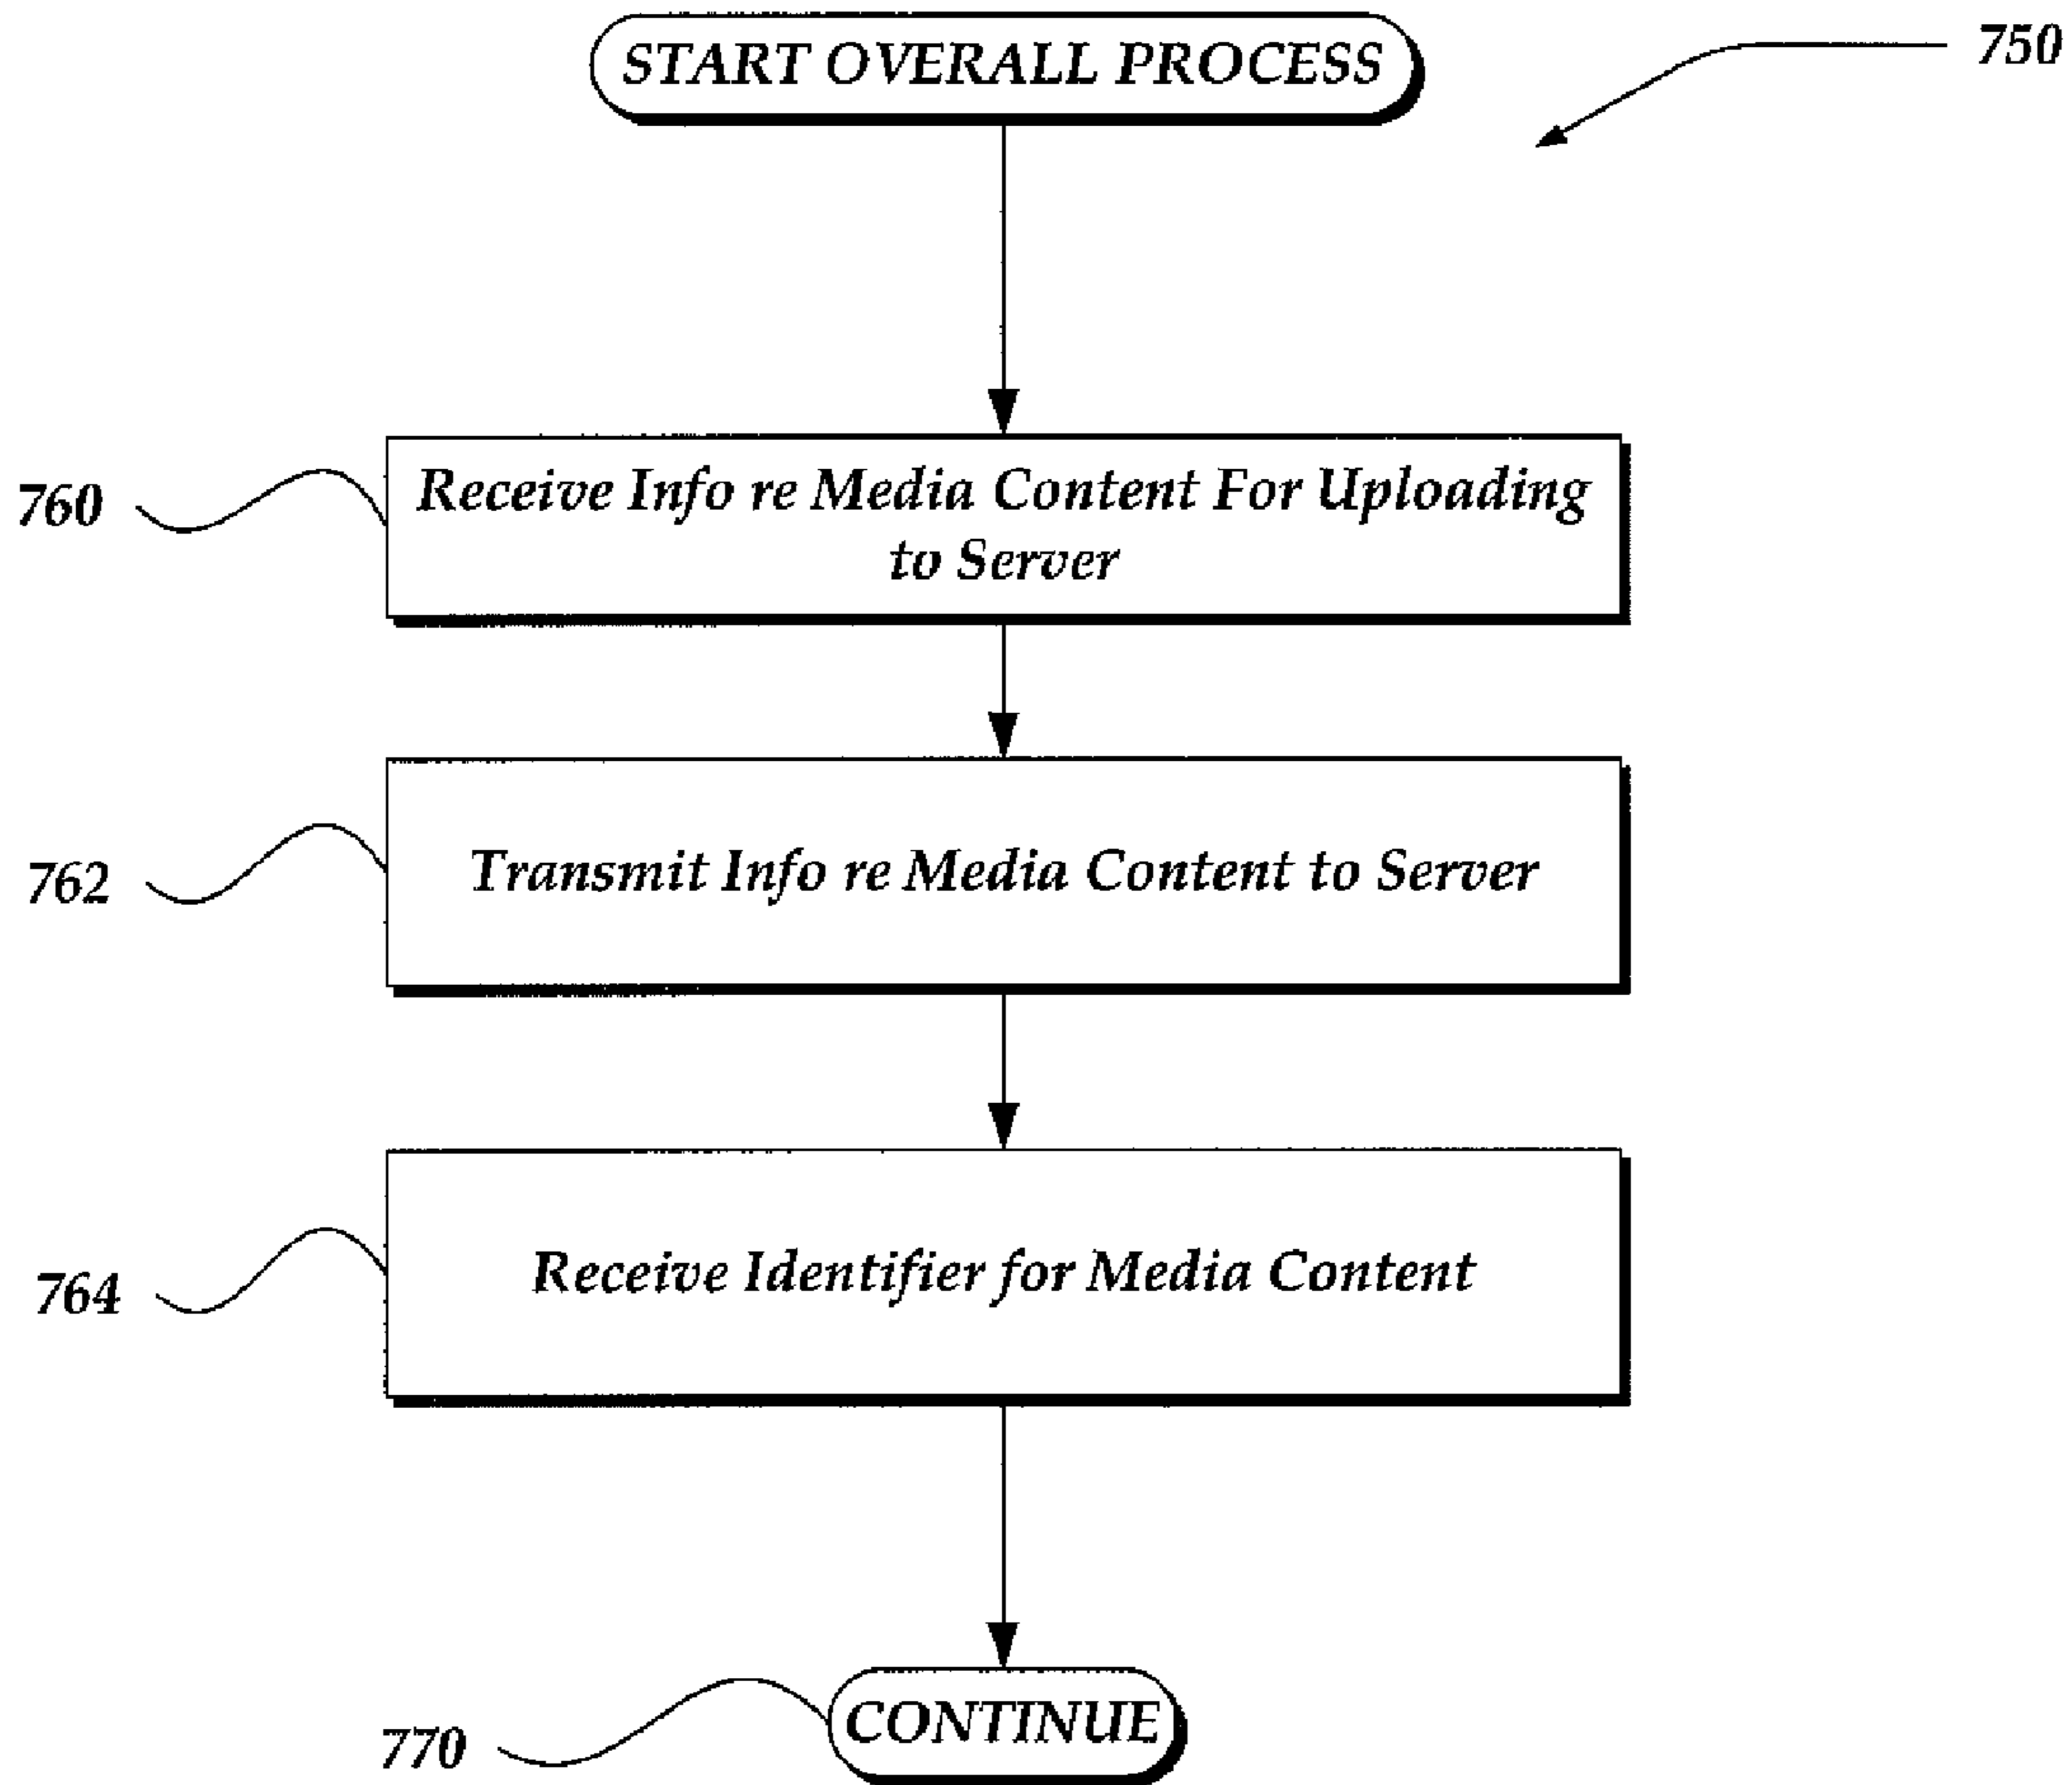 START OVERALL PROCESS
750
760
Receive Info re Media Content For Uploading
to Server
762
Transmit Info re Media Content to Server
764
Receive Identifier for Media Content
770
CONTINUE